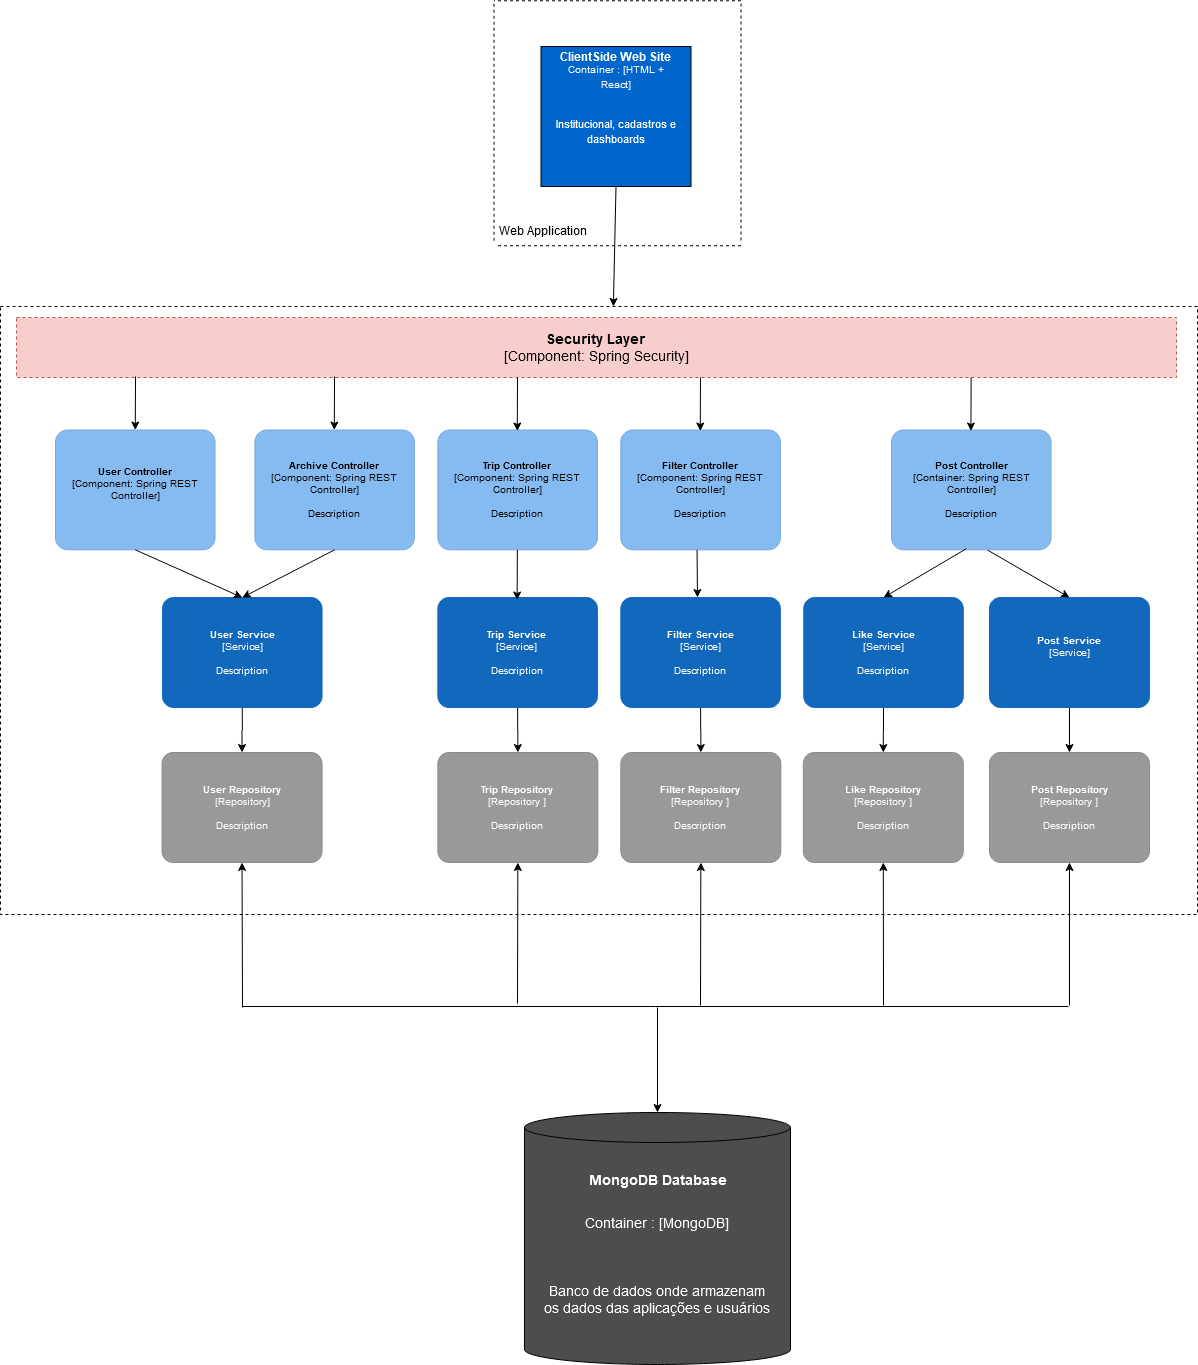 ClientSide Web Site
Container : [HTML +
React]
Institucional, cadastros e
dashboards
Web Application
Security Layer
[Component: Spring Security]
User Controller
[Component: Spring REST
Controller]
Archive Controller
[Component: Spring REST
Controller]
Description
Trip Controller
[Component: Spring REST
Controller]
Description
Filter Controller
[Component: Spring REST
Controller]
Description
Post Controller
[Container: Spring REST
Controller]
Description
User Service
[Service]
Description
Trip Service
[Service]
Description
Filter Service
[Service]
Description
Like Service
[Service]
Description
Post Service
[Service]
User Repository
[Repository]
Description
Trip Repository
[Repository ]
Description
Filter Repository
[Repository ]
Description
Like Repository
[Repository ]
Description
Post Repository
[Repository ]
Description
MongoDB Database
Container : [MongoDB]
Banco de dados onde armazenam
os dados das aplicações e usuários